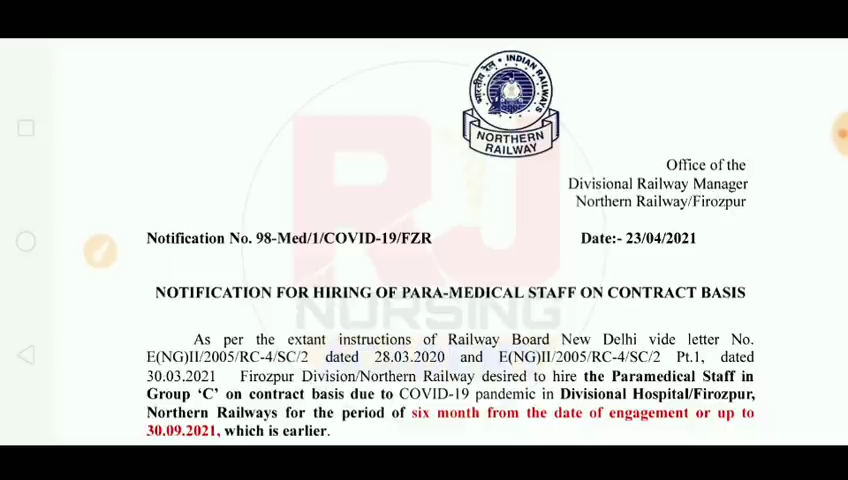 भारतीय रेल • INDIAN RAILWAYS
NORTHERN
RAILWAY
Office of the
Divisional Railway Manager
Northern Railway/Firozpur
Notification No. 98-Med/1/COVID-19/FZR Date:- 23/04/2021
NOTIFICATION FOR HIRING OF PARA-MEDICAL STAFF ON CONTRACT BASIS
As per the extant instructions of Railway Board New Delhi vide letter No.
E(NG)II/2005/RC-4/SC/2 dated 28.03.2020 and E(NG)II/2005/RC-4/SC/2 Pt.1, dated
30.03.2021 Firozpur Division/Northern Railway desired to hire the Paramedical Staff in
Group ‘C’ on contract basis due to COVID-19 pandemic in Divisional Hospital/Firozpur,
Northern Railways for the period of six month from the date of engagement or up to
30.09.2021, which is earlier.
RJ
NURSING